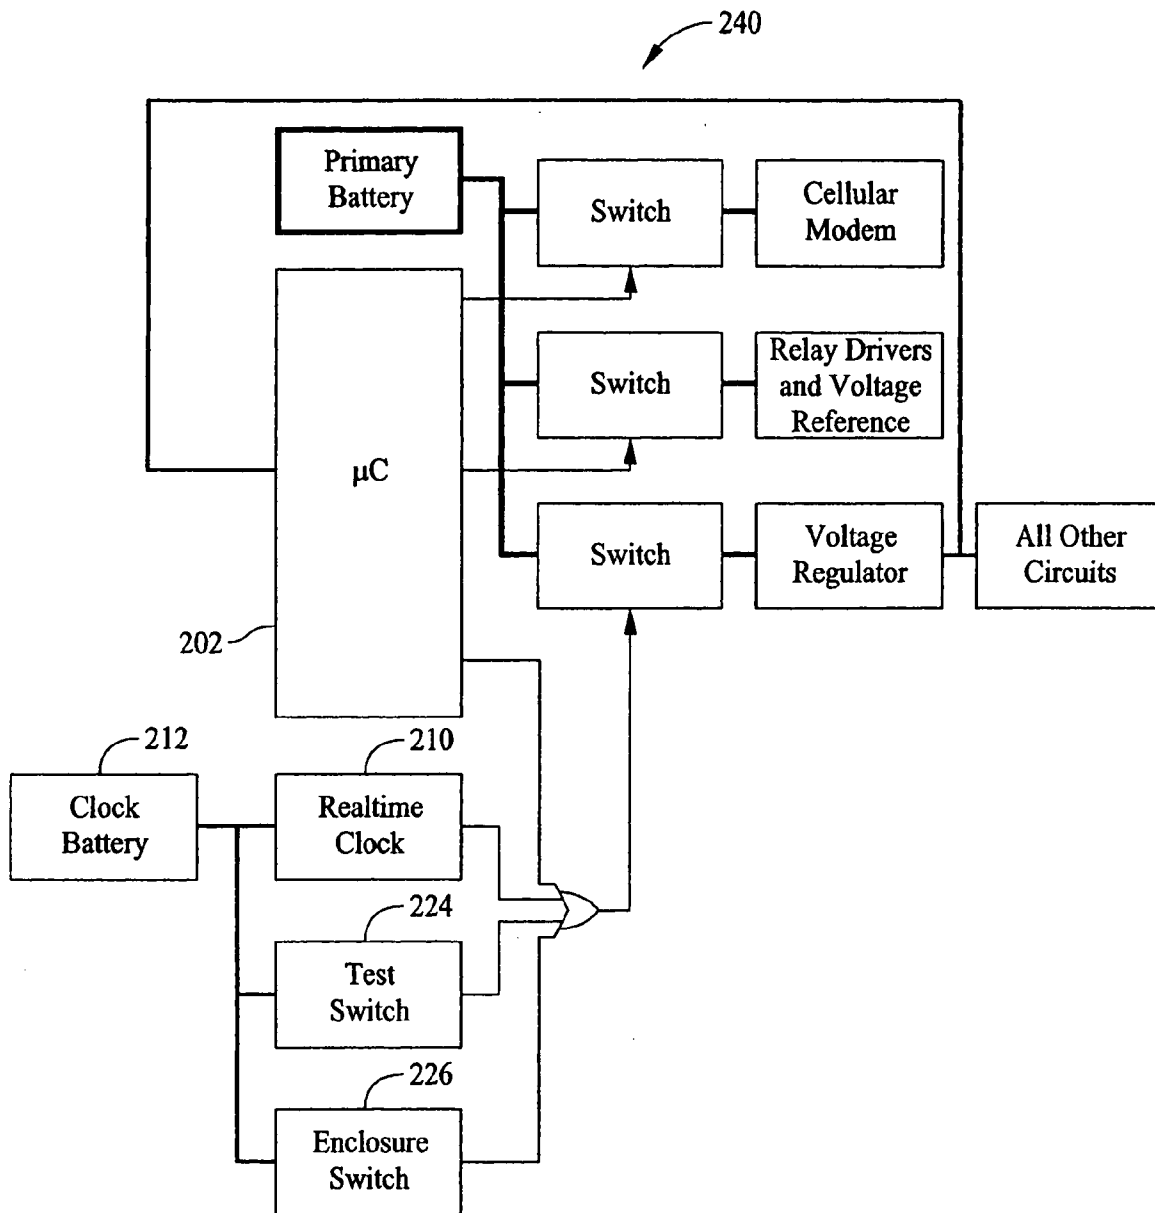 240
Primary
Battery
Switch
Cellular
Modem
μC
Switch
Relay Drivers
and Voltage
Reference
Switch
Voltage
Regulator
All Other
Circuits
202
212
210
Clock
Battery
Realtime
Clock
224
Test
Switch
226
Enclosure
Switch